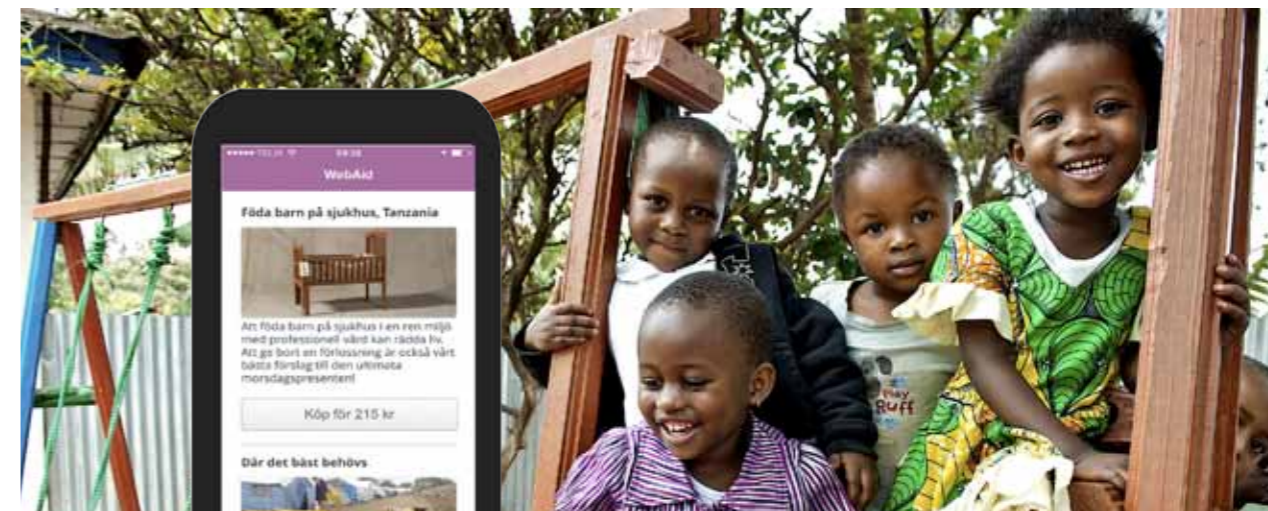 09:38
WebAid
Föda barn på sjukhus, Tanzania
Att föda barn på sjukhus i en ren miljö
med professionell vård kan rädda liv.
Att ge bort en förlossning är också vårt
bästa förslag till den ultimata
morsdagspresenten!
Köp för 215 kr
Där det bäst behövs
Play
Ruff